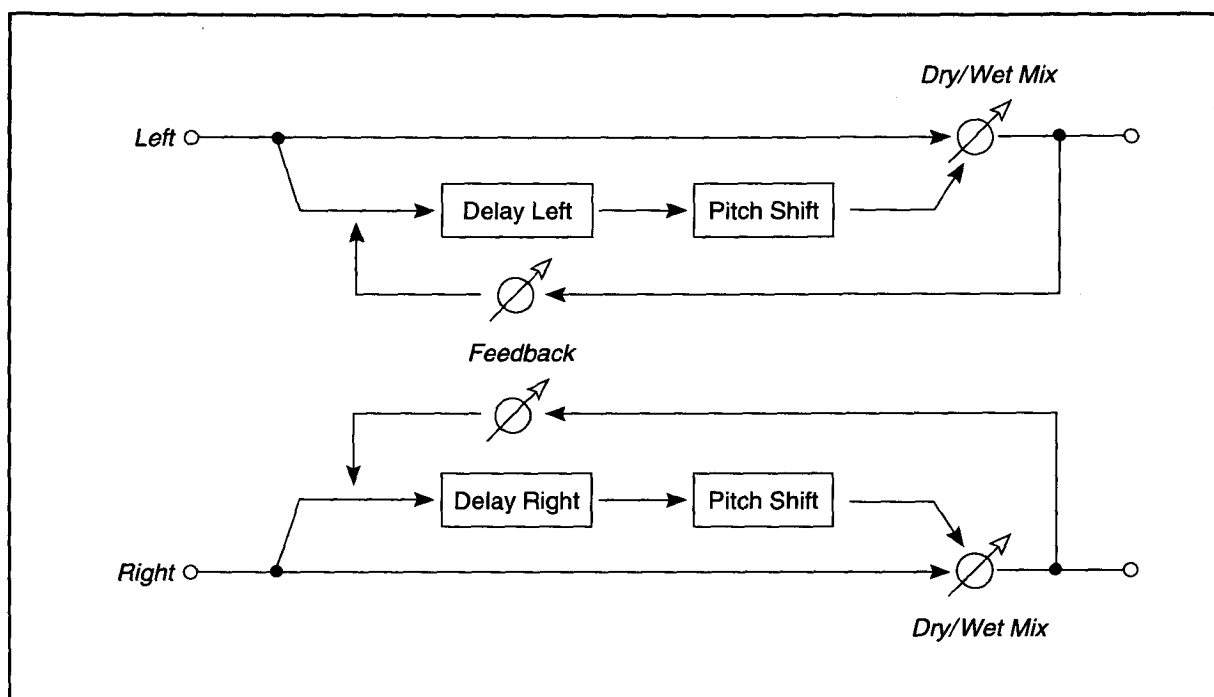 Dry/Wet Mix
Left
Delay Left
Pitch Shift
Feedback
Delay Right
Pitch Shift
Right
Dry/Wet Mix